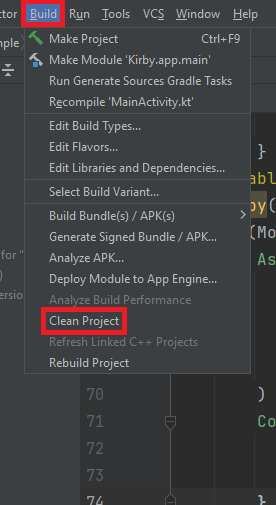 ctor Build Run Tools VCS Window Help
nple
Make Project Ctrl+F9
Make Module 'Kirby.app.main'
Run Generate Sources Gradle Tasks
Recompile 'MainActivity.kt'
}
Edit Build Types...
Edit Flavors...
abl
Edit Libraries and Dependencies...
Select Build Variant...
by(
Build Bundle(s) / APK(s)
(Mo
Generate Signed Bundle / APK...
for "
Analyze APK...
As
)
Deploy Module to App Engine...
ersio
Analyze Build Performance
Clean Project
Refresh Linked C++ Projects
Rebuild Project
70 )
71 Co
72
73
74 }